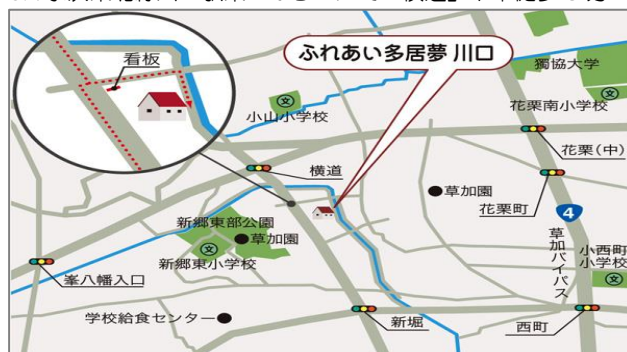 看板
ふれあい多居夢 川口
獨協大学
花栗南小学校
文
小山小学校
文
花栗(中)
横道
草加園
花栗町
4
新郷東部公園
草加園
文
新郷東小学校
草加バイパス
小西町
小学校
文
峯八幡入口
学校給食センター
新堀
西町